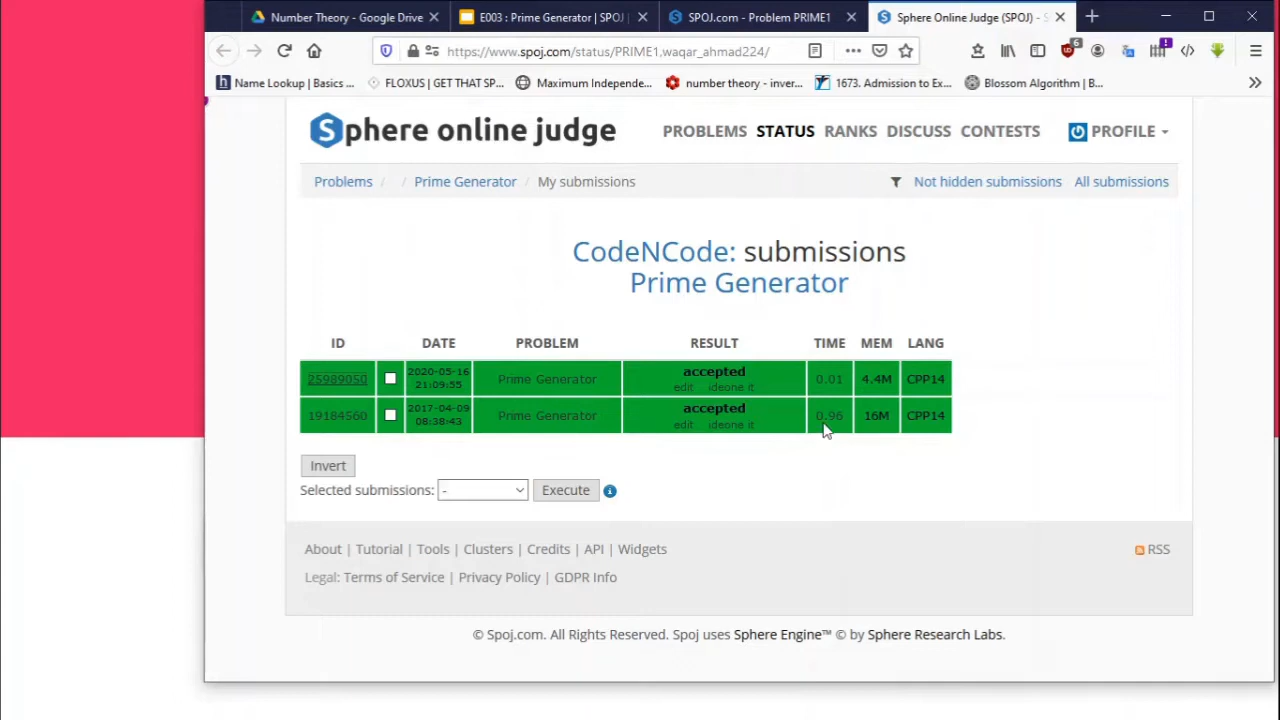 Number Theory - Google Drive
E003 : Prime Generator | SPOJ |
SPOJ.com - Problem PRIME1
Sphere Online Judge (SPOJ) - S
https://www.spoj.com/status/PRIME1,waqar_ahmad224/
Name Lookup | Basics ...
FLOXUS | GET THAT SP...
Maximum Independe...
number theory - inver...
1673. Admission to Ex...
Blossom Algorithm | B...
Sphere online judge
PROBLEMS STATUS RANKS DISCUSS CONTESTS PROFILE
Problems / / Prime Generator / My submissions
Not hidden submissions All submissions
CodeNCode: submissions
Prime Generator
ID DATE PROBLEM RESULT TIME MEM LANG
25989050 2020-05-16 21:09:55 Prime Generator accepted edit ideone it 0.01 4.4M CPP14
19184560 2017-04-09 08:38:43 Prime Generator accepted edit ideone it 0.96 16M CPP14
Invert
Selected submissions: - Execute
About | Tutorial | Tools | Clusters | Credits | API | Widgets
RSS
Legal: Terms of Service | Privacy Policy | GDPR Info
© Spoj.com. All Rights Reserved. Spoj uses Sphere Engine™ © by Sphere Research Labs.